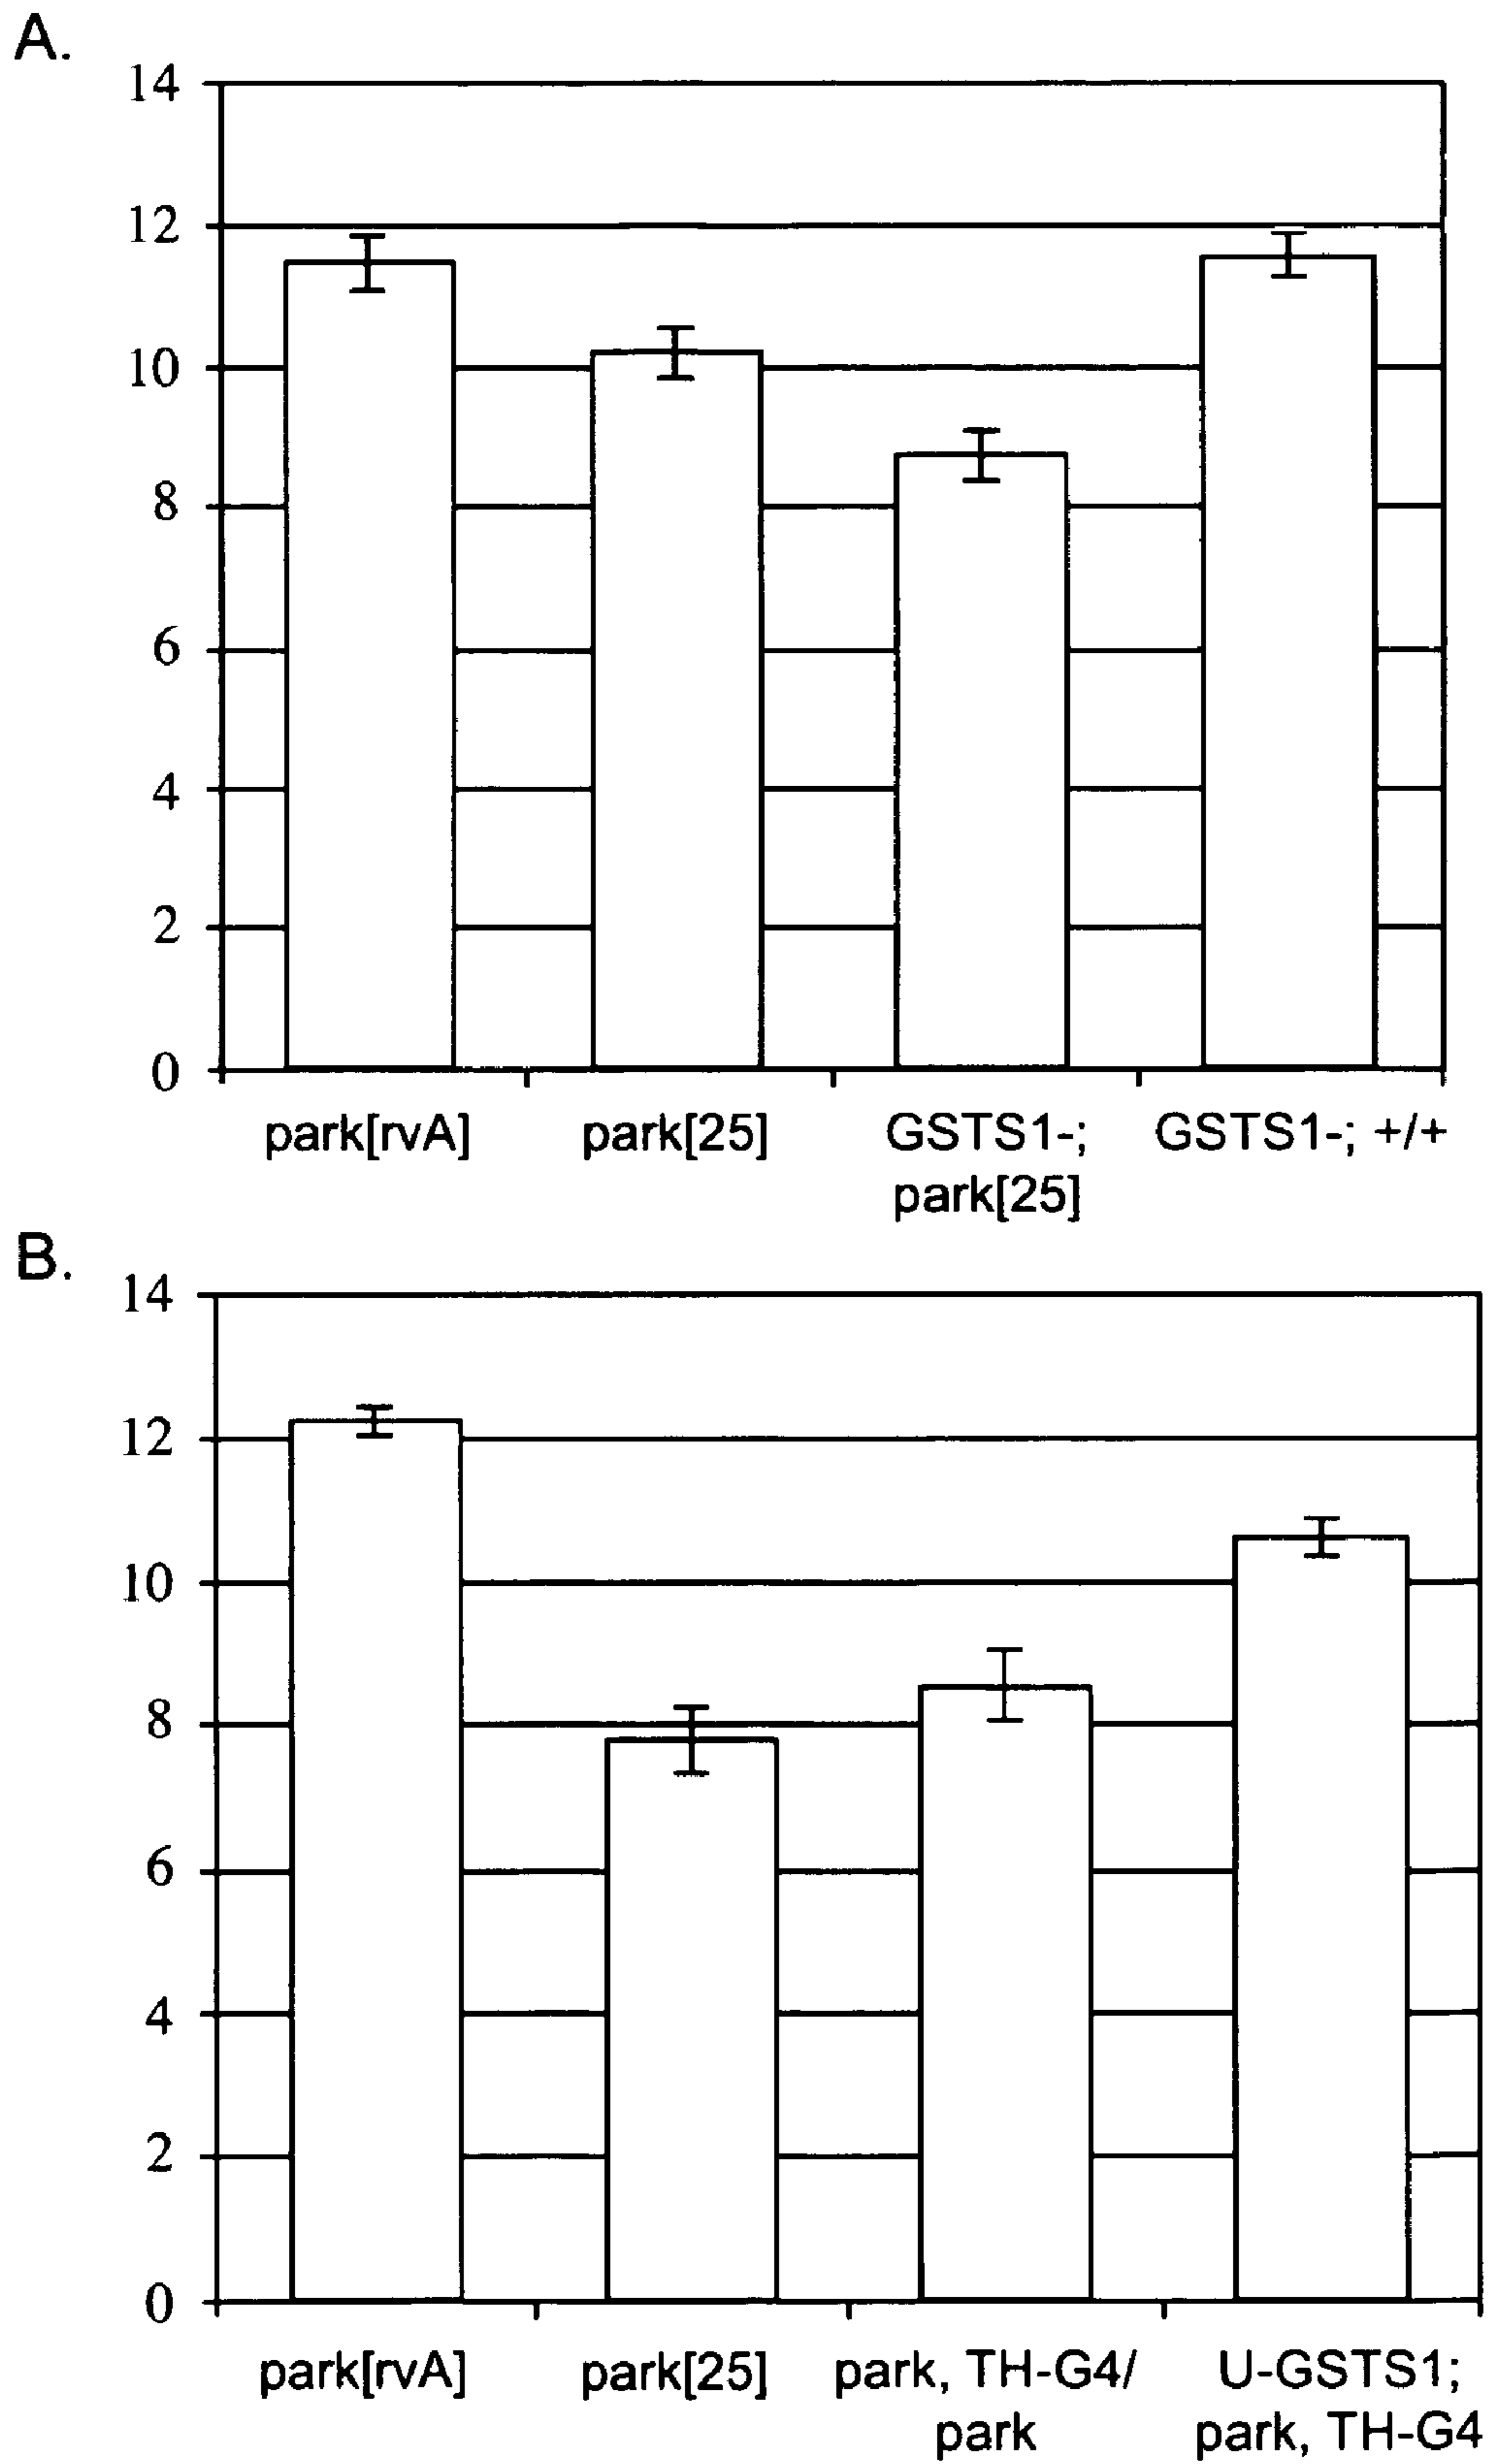 A.
14
12
10
8
6
4
2
0
park[rvA] park[25] GSTS1-; GSTS1-; +/+
park[25]
B.
14
12
10
8
6
4
2
0
park[rvA] park[25] park, TH-G4/ U-GSTS1;
park park, TH-G4